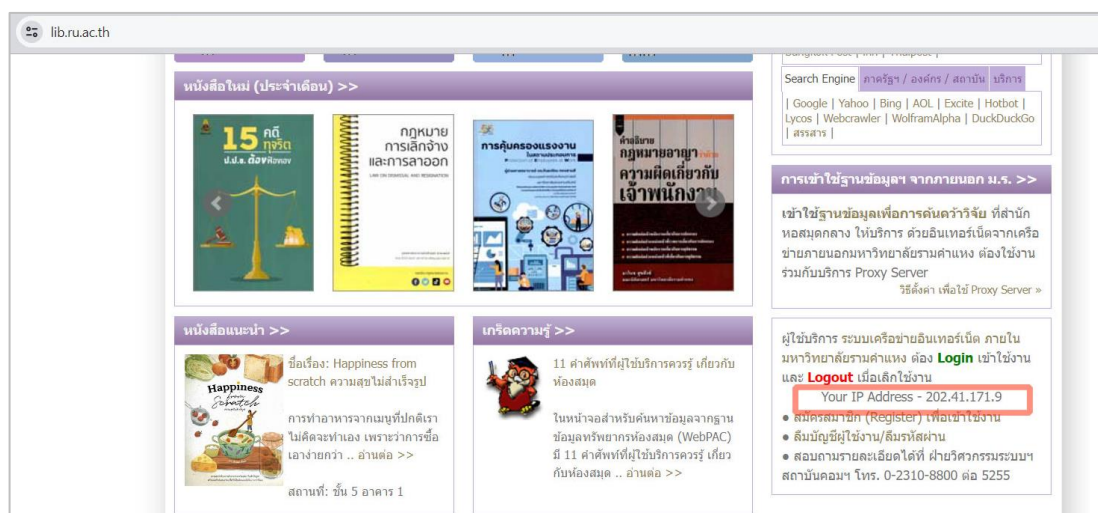 lib.ru.ac.th
หนังสือใหม่ (ประจำเดือน) >>
15 คดี
ทุจริต
ป.ป.ช. ต้องฟ้องเอง
กฎหมาย
การเลิกจ้าง
และการลาออก
LAW ON DISMISSAL AND RESIGNATION
การคุ้มครองแรงงาน
คำอธิบาย
กฎหมายอาญาว่าด้วย
ความผิดเกี่ยวกับ
เจ้าพนักงาน
หนังสือแนะนำ >>
Happiness
from
Scratch
ชื่อเรื่อง: Happiness from
scratch ความสุขไม่สำเร็จรูป
การทำอาหารจากเมนูที่ปกติเรา
ไม่คิดจะทำเอง เพราะว่าการซื้อ
เอาง่ายกว่า .. อ่านต่อ >>
สถานที่: ชั้น 5 อาคาร 1
เกร็ดความรู้ >>
11 คำศัพท์ที่ผู้ใช้บริการควรรู้ เกี่ยวกับ
ห้องสมุด
ในหน้าจอสำหรับค้นหาข้อมูลจากฐาน
ข้อมูลทรัพยากรห้องสมุด (WebPAC)
มี 11 คำศัพท์ที่ผู้ใช้บริการควรรู้ เกี่ยว
กับห้องสมุด .. อ่านต่อ >>
Search Engine ภาครัฐฯ / องค์กร / สถาบัน บริการ
| Google | Yahoo | Bing | AOL | Excite | Hotbot |
Lycos | Webcrawler | WolframAlpha | DuckDuckGo
| สรรสาร |
การเข้าใช้ฐานข้อมูลฯ จากภายนอก ม.ร. >>
เข้าใช้ฐานข้อมูลเพื่อการค้นคว้าวิจัย ที่สำนัก
หอสมุดกลาง ให้บริการ ด้วยอินเทอร์เน็ตจากเครือ
ข่ายภายนอกมหาวิทยาลัยรามคำแหง ต้องใช้งาน
ร่วมกับบริการ Proxy Server
วิธีตั้งค่า เพื่อใช้ Proxy Server »
ผู้ใช้บริการ ระบบเครือข่ายอินเทอร์เน็ต ภายใน
มหาวิทยาลัยรามคำแหง ต้อง Login เข้าใช้งาน
และ Logout เมื่อเลิกใช้งาน
Your IP Address - 202.41.171.9
● สมัครสมาชิก (Register) เพื่อเข้าใช้งาน
● ลืมบัญชีผู้ใช้งาน/ลืมรหัสผ่าน
● สอบถามรายละเอียดได้ที่ ฝ่ายวิศวกรรมระบบฯ
สถาบันคอมฯ โทร. 0-2310-8800 ต่อ 5255